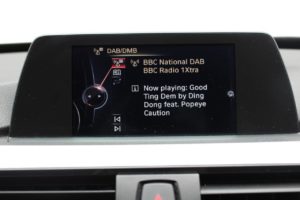 DAB/DMB
BBC National DAB
BBC Radio 1Xtra
Now playing: Good
Ting Dem by Ding
Dong feat. Popeye
Caution